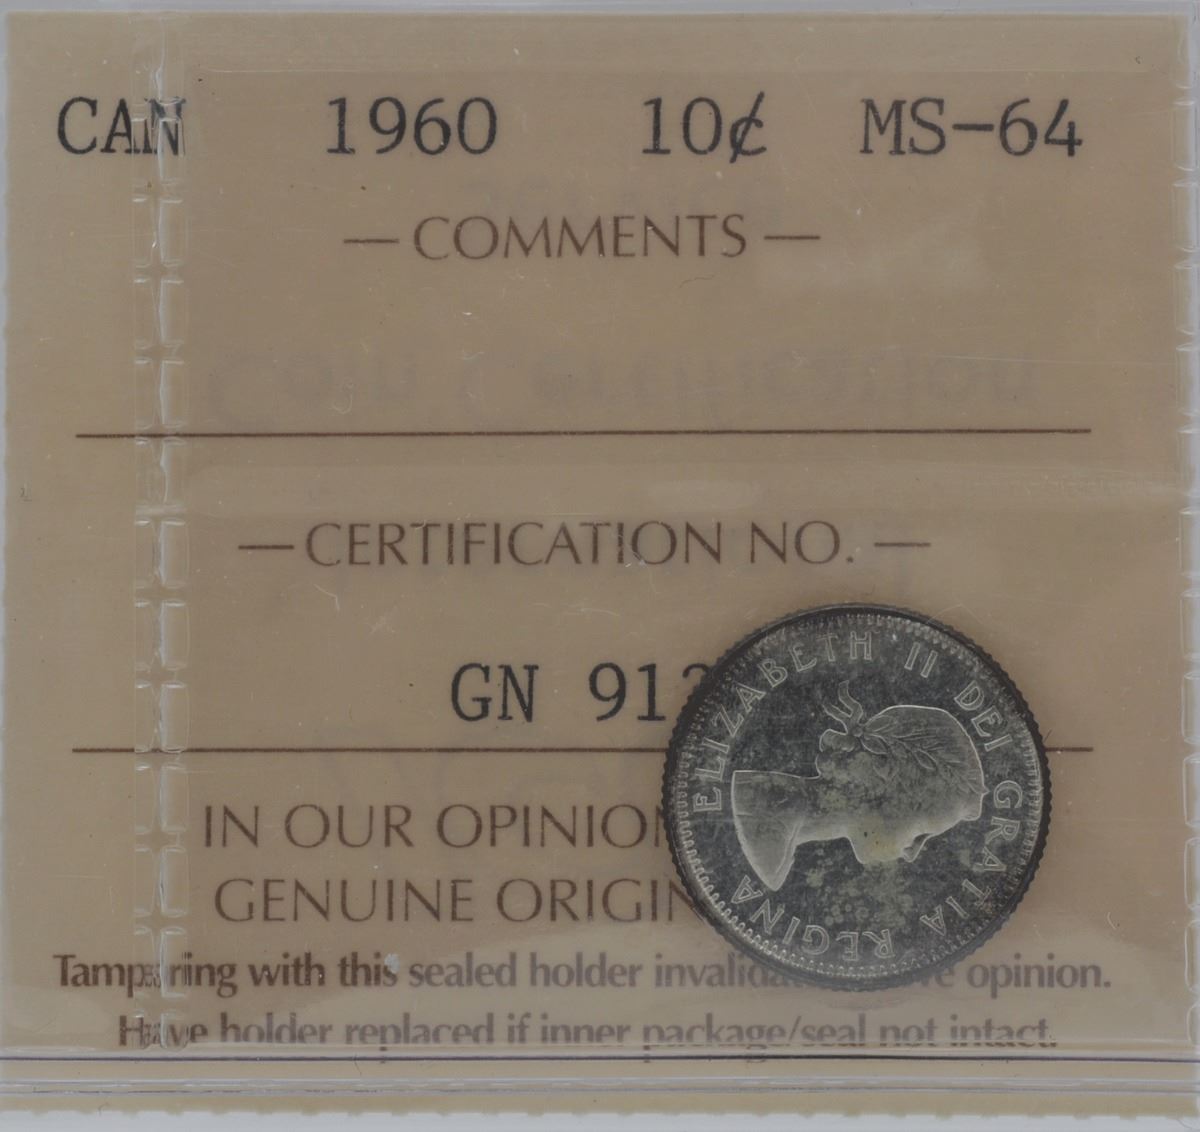 CAN 1960 10¢ MS-64
— COMMENTS —
— CERTIFICATION NO. —
GN 91
IN OUR OPINION
GENUINE ORIGIN
Tampering with this sealed holder invalida e opinion.
Have holder replaced if inner package/seal not intact.
ELIZABETH II DEI GRATIA REGINA